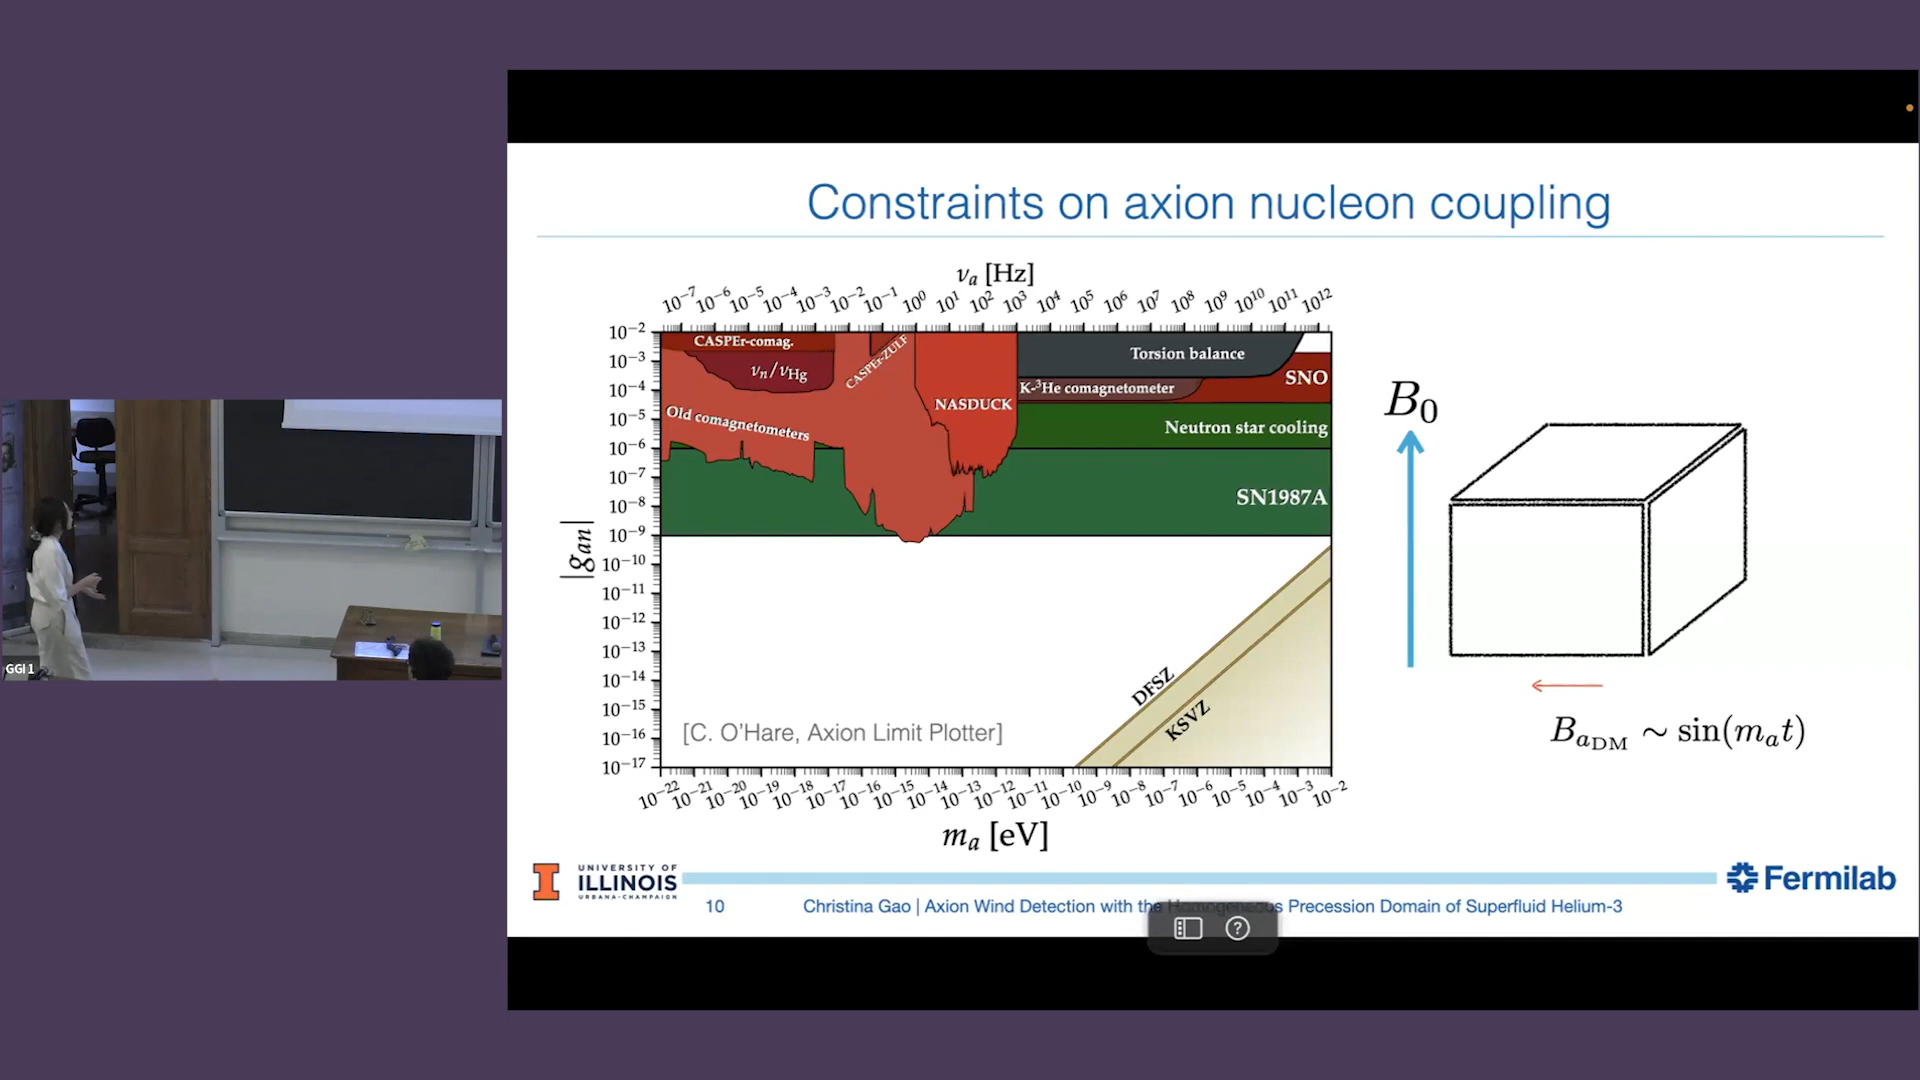 Constraints on axion nucleon coupling
νₐ [Hz]
10⁻⁷ 10⁻⁶ 10⁻⁵ 10⁻⁴ 10⁻³ 10⁻² 10⁻¹ 10⁰ 10¹ 10² 10³ 10⁴ 10⁵ 10⁶ 10⁷ 10⁸ 10⁹ 10¹⁰ 10¹¹ 10¹²
10⁻²
10⁻³
10⁻⁴
10⁻⁵
10⁻⁶
10⁻⁷
10⁻⁸
10⁻⁹
10⁻¹⁰
10⁻¹¹
10⁻¹²
10⁻¹³
10⁻¹⁴
10⁻¹⁵
10⁻¹⁶
10⁻¹⁷
|gₐₙ|
CASPEr-comag.
νₙ/ν_Hg
CASPEr-ZULF
Old comagnetometers
NASDUCK
Torsion balance
K-³He comagnetometer
SNO
Neutron star cooling
SN1987A
DFSZ
KSVZ
[C. O'Hare, Axion Limit Plotter]
10⁻²² 10⁻²¹ 10⁻²⁰ 10⁻¹⁹ 10⁻¹⁸ 10⁻¹⁷ 10⁻¹⁶ 10⁻¹⁵ 10⁻¹⁴ 10⁻¹³ 10⁻¹² 10⁻¹¹ 10⁻¹⁰ 10⁻⁹ 10⁻⁸ 10⁻⁷ 10⁻⁶ 10⁻⁵ 10⁻⁴ 10⁻³ 10⁻²
mₐ [eV]
B₀
B_{a_DM} ~ sin(mₐt)
GGI 1
UNIVERSITY OF
ILLINOIS
URBANA-CHAMPAIGN
Fermilab
10
Christina Gao | Axion Wind Detection with the Homogeneous Precession Domain of Superfluid Helium-3
?